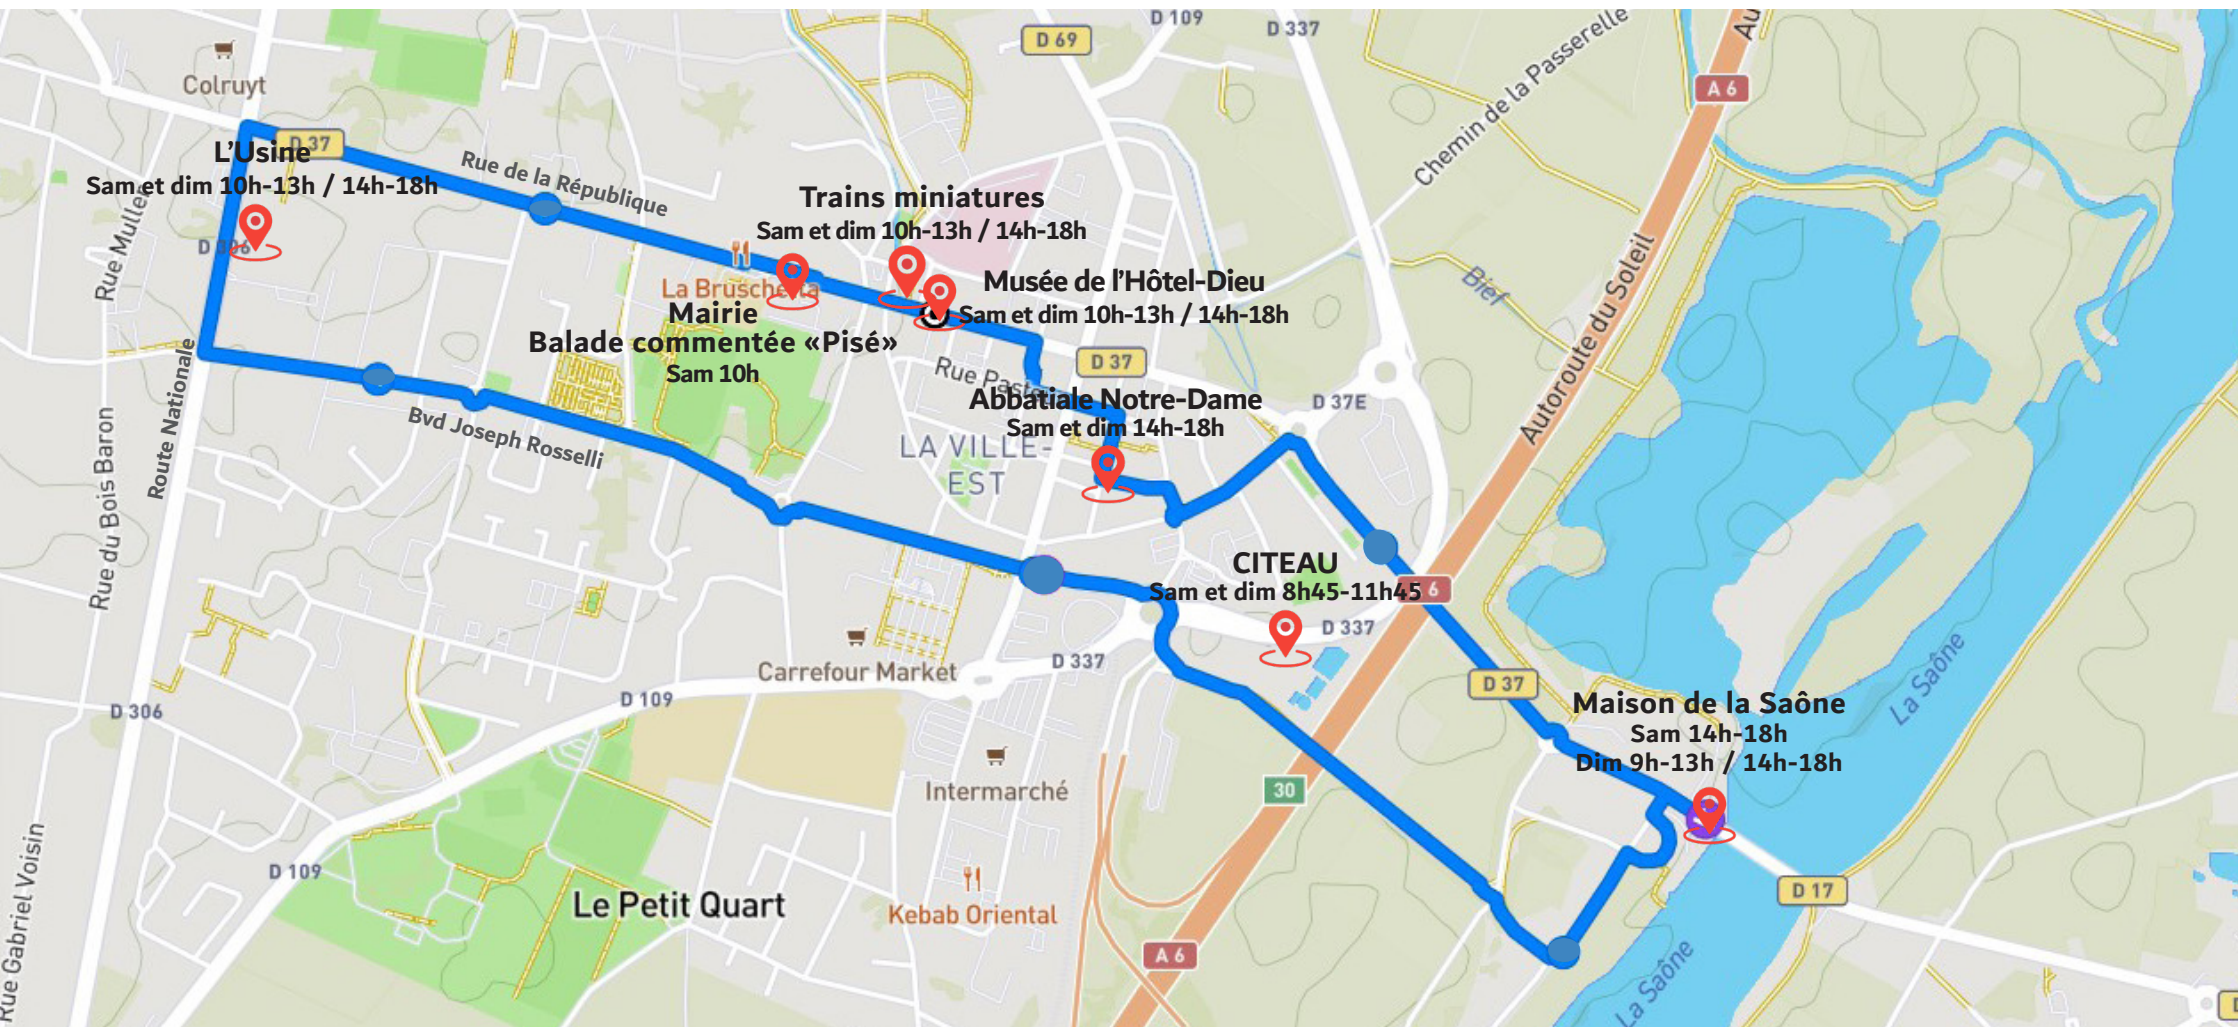 D 109
D 337
D 69
Colruyt
A 6
Chemin de la Passerelle
D 37
L'Usine
Sam et dim 10h-13h / 14h-18h
Rue de la République
Trains miniatures
Sam et dim 10h-13h / 14h-18h
D 306
La Bruschetta
Musée de l'Hôtel-Dieu
Sam et dim 10h-13h / 14h-18h
Bief
Autoroute du Soleil
Mairie
Balade commentée «Pisé»
Sam 10h
Rue Pasteur
D 37
Abbatiale Notre-Dame
Sam et dim 14h-18h
D 37E
LA VILLE-
EST
Route Nationale
Bvd Joseph Rosselli
Rue du Bois Baron
CITEAU
Sam et dim 8h45-11h45
A 6
D 337
La Saône
Carrefour Market
D 337
D 37
D 109
D 306
Maison de la Saône
Sam 14h-18h
Dim 9h-13h / 14h-18h
Intermarché
30
Rue Gabriel Voisin
D 109
Le Petit Quart
Kebab Oriental
D 17
A 6
La Saône